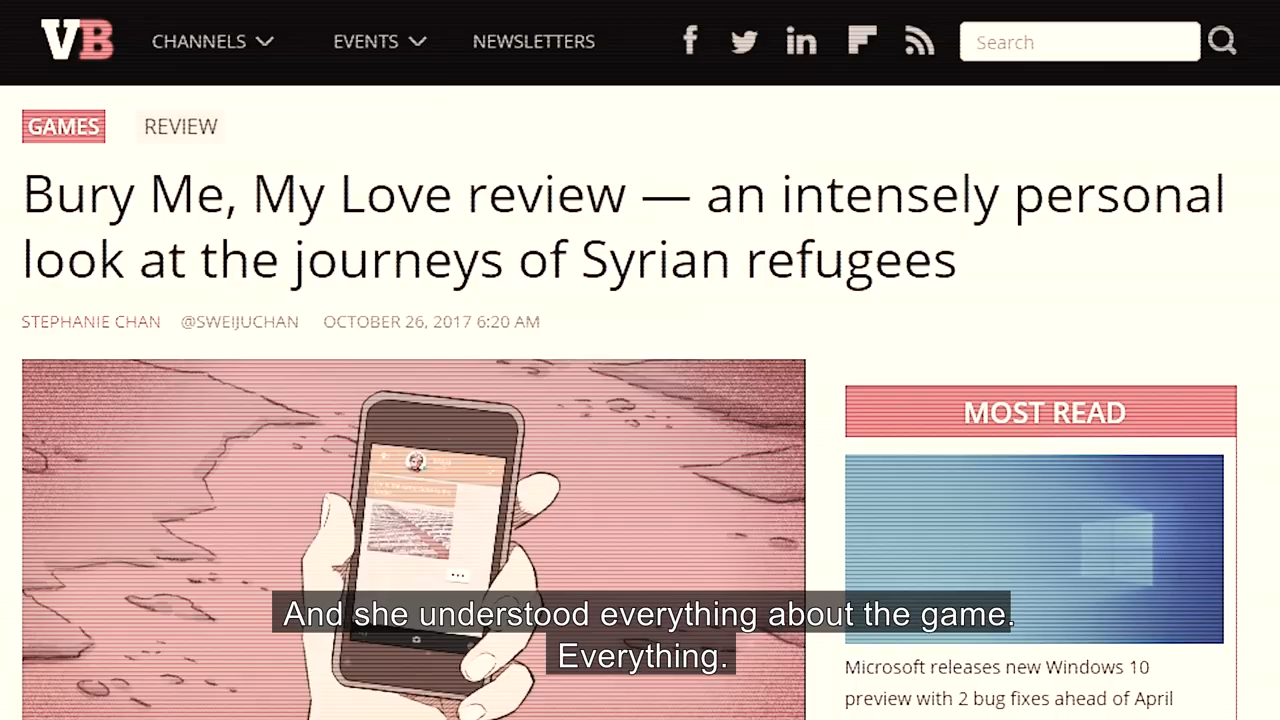 VB
CHANNELS
EVENTS
NEWSLETTERS
Search
GAMES
REVIEW
Bury Me, My Love review — an intensely personal
look at the journeys of Syrian refugees
STEPHANIE CHAN @SWEIJUCHAN OCTOBER 26, 2017 6:20 AM
MOST READ
And she understood everything about the game.
Everything.
Microsoft releases new Windows 10
preview with 2 bug fixes ahead of April